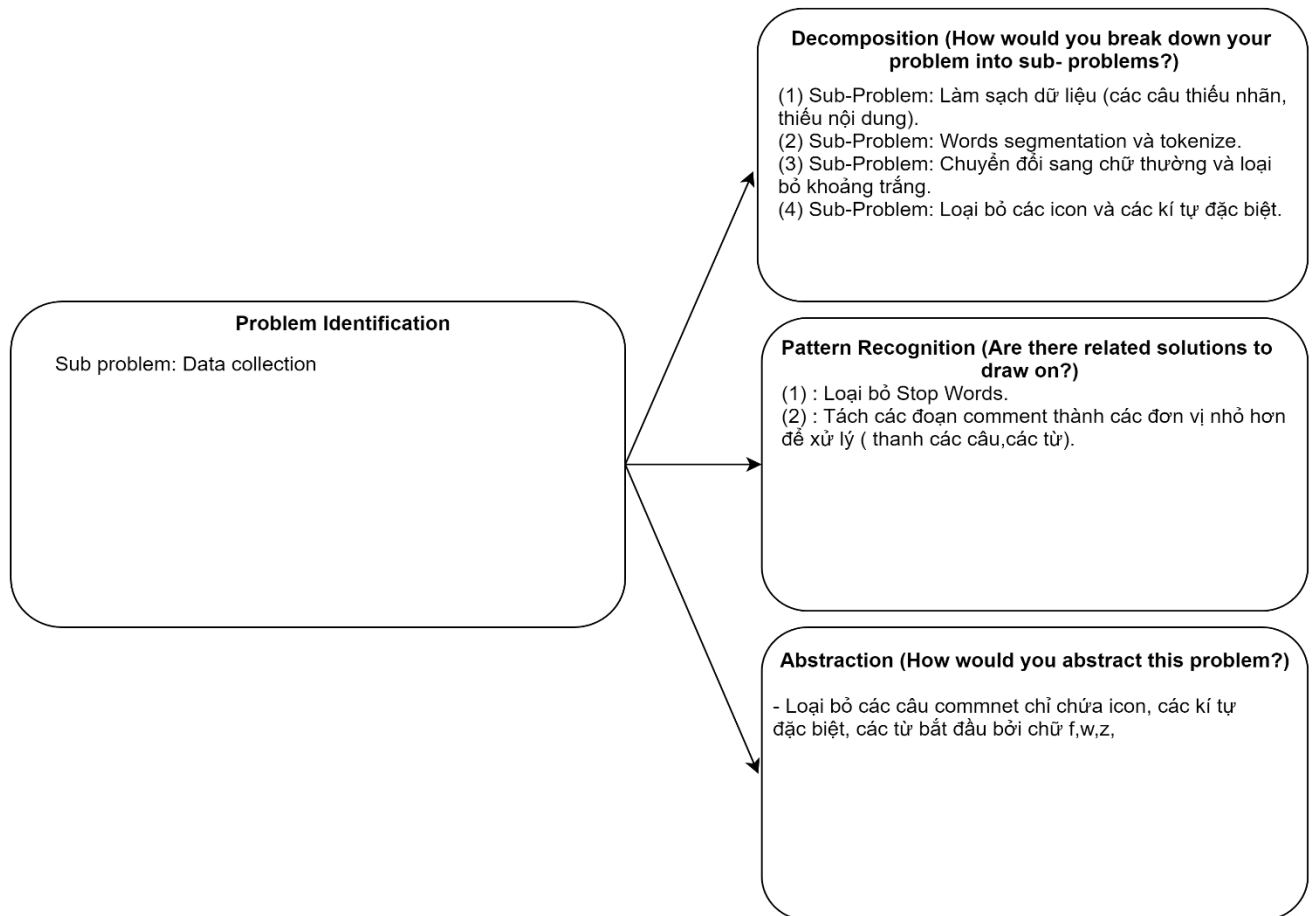 Decomposition (How would you break down your
problem into sub- problems?)
(1) Sub-Problem: Làm sạch dữ liệu (các câu thiếu nhãn,
thiếu nội dung).
(2) Sub-Problem: Words segmentation và tokenize.
(3) Sub-Problem: Chuyển đổi sang chữ thường và loại
bỏ khoảng trắng.
(4) Sub-Problem: Loại bỏ các icon và các kí tự đặc biệt.
Problem Identification
Sub problem: Data collection
Pattern Recognition (Are there related solutions to
draw on?)
(1) : Loại bỏ Stop Words.
(2) : Tách các đoạn comment thành các đơn vị nhỏ hơn
để xử lý ( thanh các câu,các từ).
Abstraction (How would you abstract this problem?)
- Loại bỏ các câu commnet chỉ chứa icon, các kí tự
đặc biệt, các từ bắt đầu bởi chữ f,w,z,